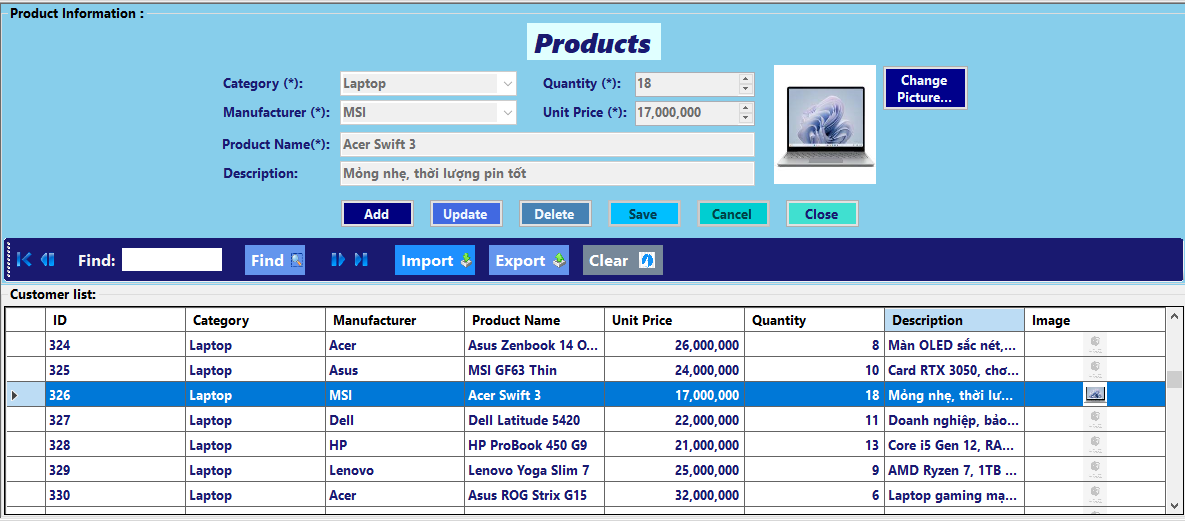 Product Information :
Products
Category (*): Laptop Quantity (*): 18
Change
Picture...
Manufacturer (*): MSI Unit Price (*): 17,000,000
Product Name(*): Acer Swift 3
Description: Mỏng nhẹ, thời lượng pin tốt
Add Update Delete Save Cancel Close
Find: Find Import Export Clear
Customer list:
ID Category Manufacturer Product Name Unit Price Quantity Description Image
324 Laptop Acer Asus Zenbook 14 O... 26,000,000 8 Màn OLED sắc nét,...
325 Laptop Asus MSI GF63 Thin 24,000,000 10 Card RTX 3050, chơ...
326 Laptop MSI Acer Swift 3 17,000,000 18 Mỏng nhẹ, thời lư...
327 Laptop Dell Dell Latitude 5420 22,000,000 11 Doanh nghiệp, bảo...
328 Laptop HP HP ProBook 450 G9 21,000,000 13 Core i5 Gen 12, RA...
329 Laptop Lenovo Lenovo Yoga Slim 7 25,000,000 9 AMD Ryzen 7, 1TB ...
330 Laptop Acer Asus ROG Strix G15 32,000,000 6 Laptop gaming mạ...